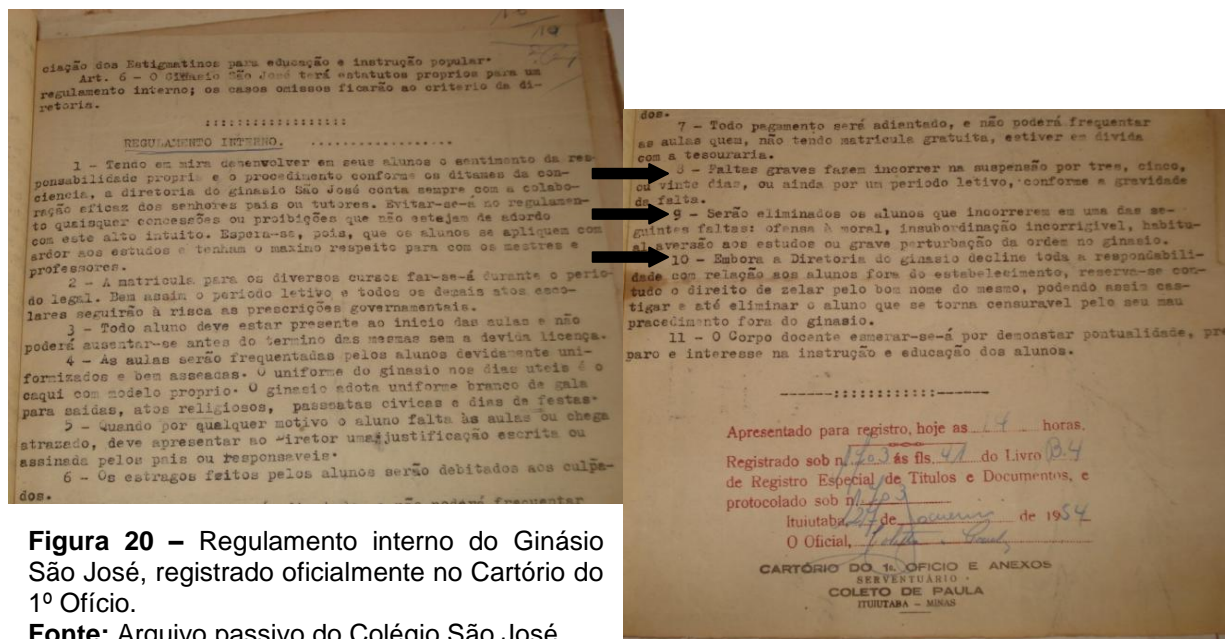 ciação dos Estigmatinos para educação e instrução popular.
Art. 6 - O Ginasio São José terá estatutos proprios para um
regulamento interno; os casos omissos ficarão ao criterio da di-
retoria.
::::::::::::::::::
REGULAMENTO INTERNO. ..................
1 - Tendo em mira desenvolver em seus alunos o sentimento da res-
ponsabilidade propria e o procedimento conforme os ditames da con-
ciencia, a diretoria do ginasio São José conta sempre com a colabo-
ração eficaz dos senhores pais ou tutores. Evitar-se-á no regulamen-
to quaisquer concessões ou proibições que não estejam de adordo
com este alto intuito. Espera-se, pois, que os alunos se apliquem com
ardor aos estudos e tenham o maximo respeito para com os mestres e
professores.
2 - A matricula para os diversos cursos far-se-á durante o perio-
do legal. Bem assim o periodo letivo e todos os demais atos esco-
lares seguirão à risca as prescrições governamentais.
3 - Todo aluno deve estar presente ao inicio das aulas e não
poderá ausentar-se antes do termino das mesmas sem a devida licença.
4 - As aulas serão frequentadas pelos alunos devidamente uni-
formizados e bem asseacas. O uniforme do ginasio nos dias uteis é o
caqui com modelo proprio. O ginasio adota uniforme branco de gala
para saidas, atos religiosos, passeatas civicas e dias de festas.
5 - Quando por qualquer motivo o aluno falta às aulas ou chega
atrazado, deve apresentar ao Diretor uma justificação escrita ou
assinada pelos pais ou responsaveis.
6 - Os estragos feitos pelos alunos serão debitados aos culpa-
dos.
dos.
7 - Todo pagamento será adiantado, e não poderá frequentar
as aulas quem, não tendo matricula gratuita, estiver em divida
com a tesouraria.
8 - Faltas graves fazem incorrer na suspensão por tres, cinco,
ou vinte dias, ou ainda por um periodo letivo, conforme a gravidade
da falta.
9 - Serão eliminados os alunos que incorrerem em uma das se-
guintes faltas: ofensa à moral, insubordinação incorrigivel, habitu-
al aversão aos estudos ou grave perturbação da ordem no ginasio.
10 - Embora a Diretoria do ginasio decline toda a respondabili-
dade com relação aos alunos fora do estabelecimento, reserva-se con-
tudo o direito de zelar pelo bom nome do mesmo, podendo assim cas-
tigar e até eliminar o aluno que se torna censuravel pelo seu mau
pracedimento fora do ginasio.
11 - O Corpo docente esmerar-se-á por demonstar pontualidade, pre
paro e interesse na instrução e educação dos alunos.
------::::::::::::------
Apresentado para registro, hoje as horas.
Registrado sob n. ás fls. 41 do Livro B.4
de Registro Especial de Titulos e Documentos, e
protocolado sob n.
Ituiutaba, 27 de de 1954
O Oficial,
CARTÓRIO DO 1º OFICIO E ANEXOS
SERVENTUÁRIO
COLETO DE PAULA
ITUIUTABA - MINAS
Figura 20 – Regulamento interno do Ginásio
São José, registrado oficialmente no Cartório do
1º Ofício.
Fonte: Arquivo passivo do Colégio São José